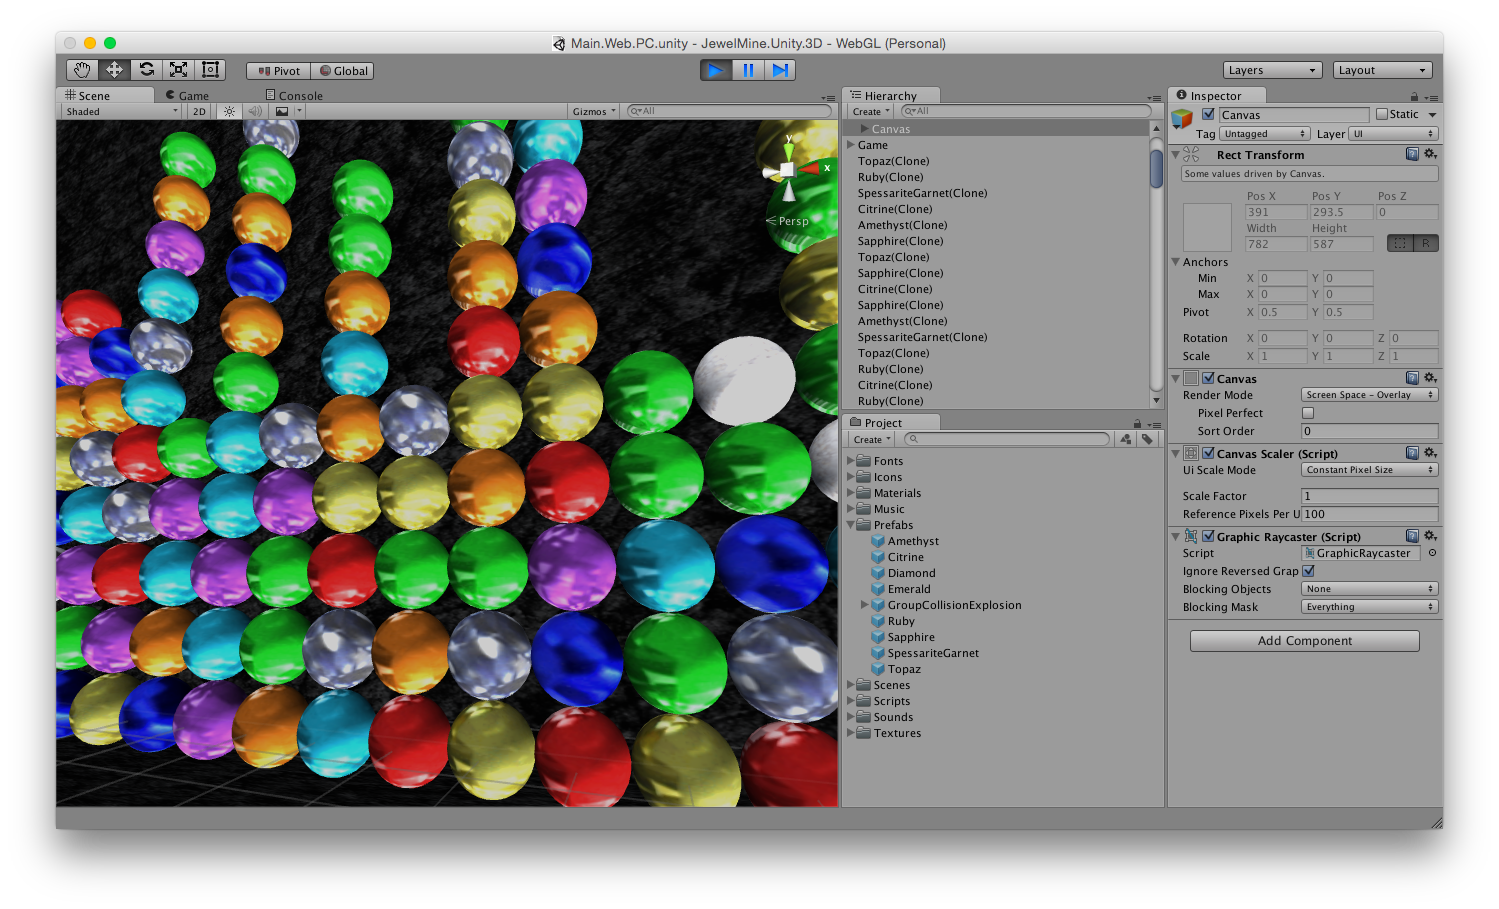 Main.Web.PC.unity - JewelMine.Unity.3D - WebGL (Personal)
Pivot Global Layers Layout
Scene Game Console
Shaded 2D Gizmos All
y
x
Persp
Hierarchy
Create All
Canvas
Game
Topaz(Clone)
Ruby(Clone)
SpessariteGarnet(Clone)
Citrine(Clone)
Amethyst(Clone)
Sapphire(Clone)
Topaz(Clone)
Sapphire(Clone)
Citrine(Clone)
Sapphire(Clone)
Amethyst(Clone)
SpessariteGarnet(Clone)
Topaz(Clone)
Ruby(Clone)
Citrine(Clone)
Ruby(Clone)
Project
Create
Fonts
Icons
Materials
Music
Prefabs
Amethyst
Citrine
Diamond
Emerald
GroupCollisionExplosion
Ruby
Sapphire
SpessariteGarnet
Topaz
Scenes
Scripts
Sounds
Textures
Inspector
Canvas Static
Tag Untagged Layer UI
Rect Transform
Some values driven by Canvas.
Pos X Pos Y Pos Z
391 293.5 0
Width Height
782 587 R
Anchors
Min X 0 Y 0
Max X 0 Y 0
Pivot X 0.5 Y 0.5
Rotation X 0 Y 0 Z 0
Scale X 1 Y 1 Z 1
Canvas
Render Mode Screen Space - Overlay
Pixel Perfect
Sort Order 0
Canvas Scaler (Script)
Ui Scale Mode Constant Pixel Size
Scale Factor 1
Reference Pixels Per U 100
Graphic Raycaster (Script)
Script GraphicRaycaster
Ignore Reversed Grap
Blocking Objects None
Blocking Mask Everything
Add Component